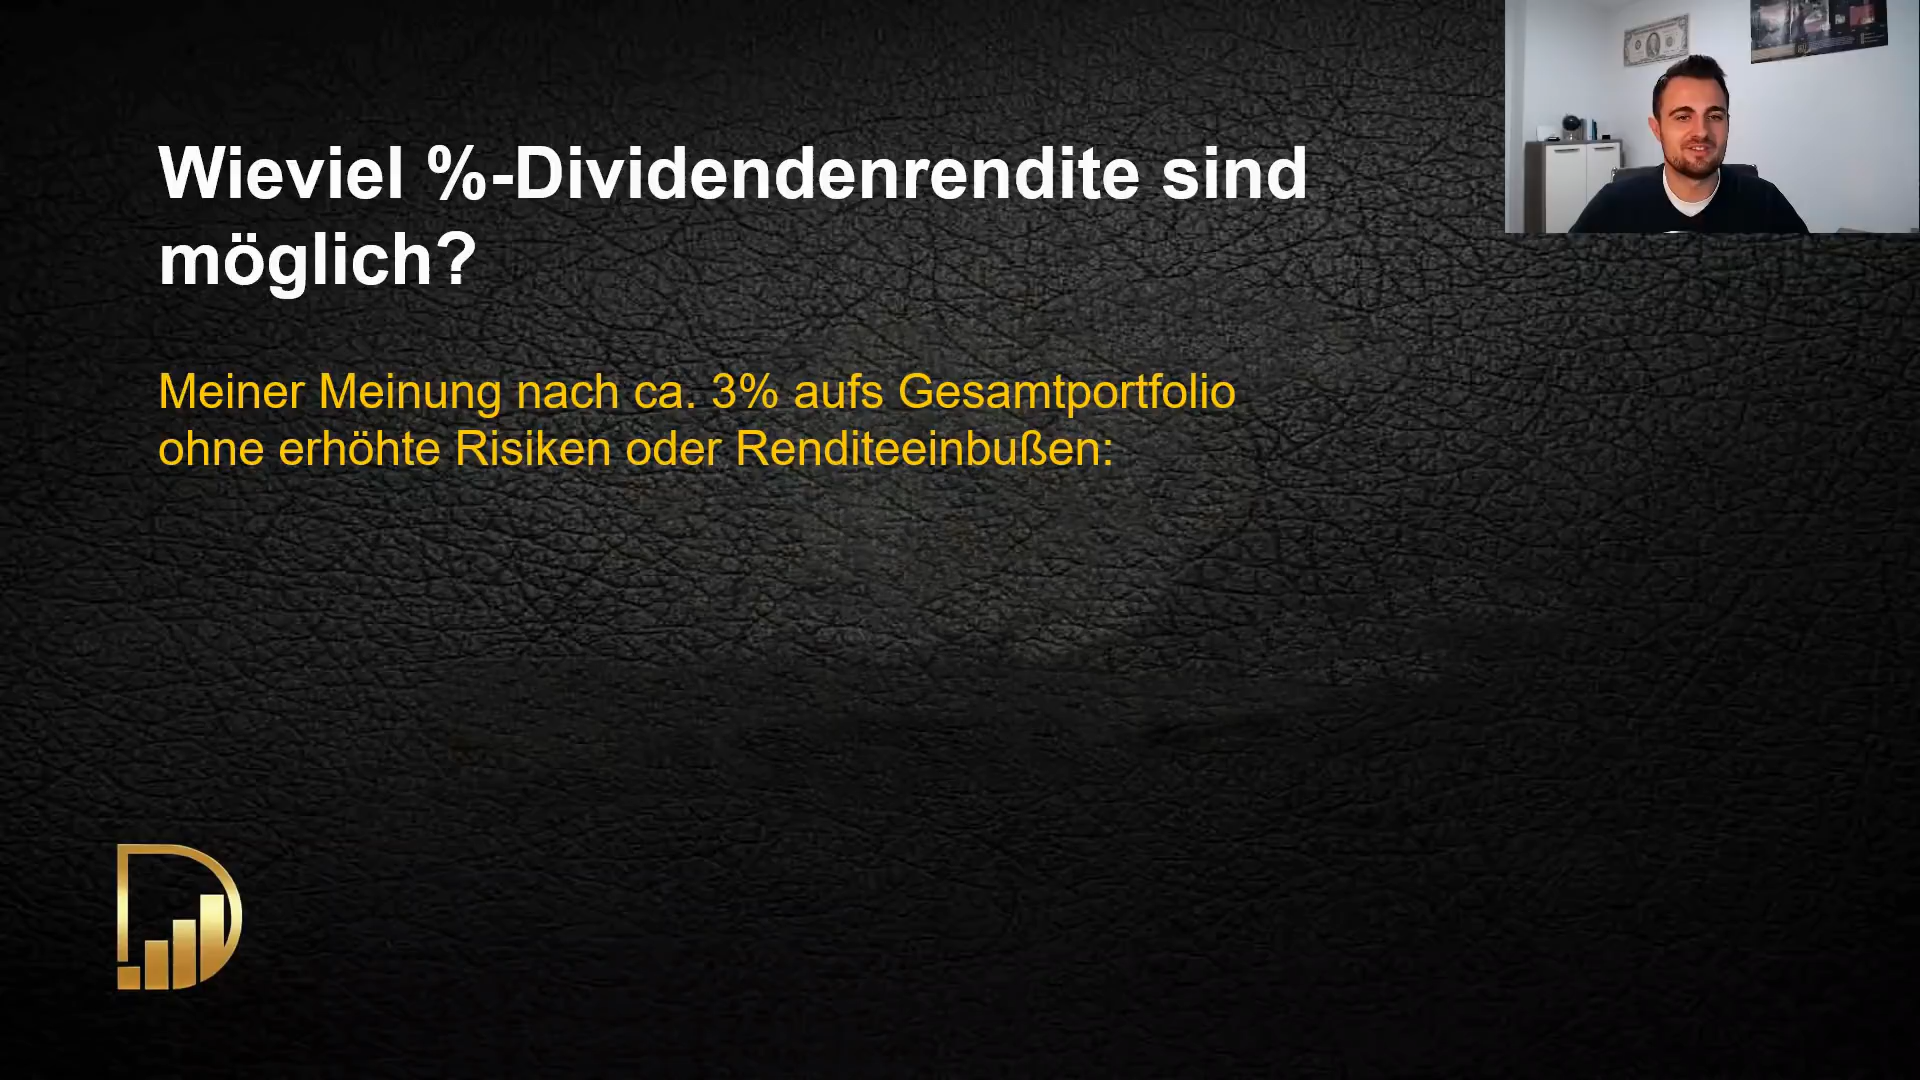 Wieviel %-Dividendenrendite sind
möglich?
Meiner Meinung nach ca. 3% aufs Gesamtportfolio
ohne erhöhte Risiken oder Renditeeinbußen: